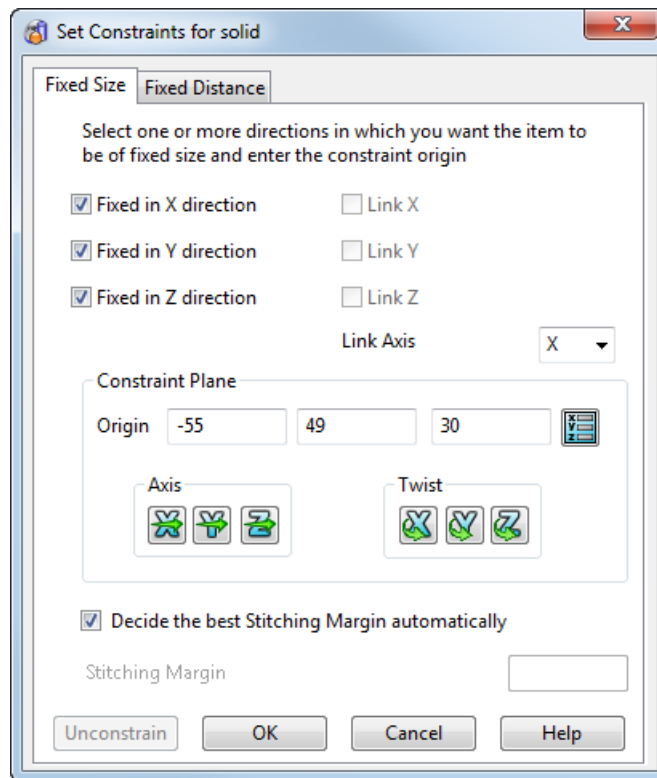 Set Constraints for solid
Fixed Size Fixed Distance
Select one or more directions in which you want the item to
be of fixed size and enter the constraint origin
Fixed in X direction Link X
Fixed in Y direction Link Y
Fixed in Z direction Link Z
Link Axis X
Constraint Plane
Origin -55 49 30
X
Y
Z
Axis Twist
X Y Z X Y Z
Decide the best Stitching Margin automatically
Stitching Margin
Unconstrain OK Cancel Help